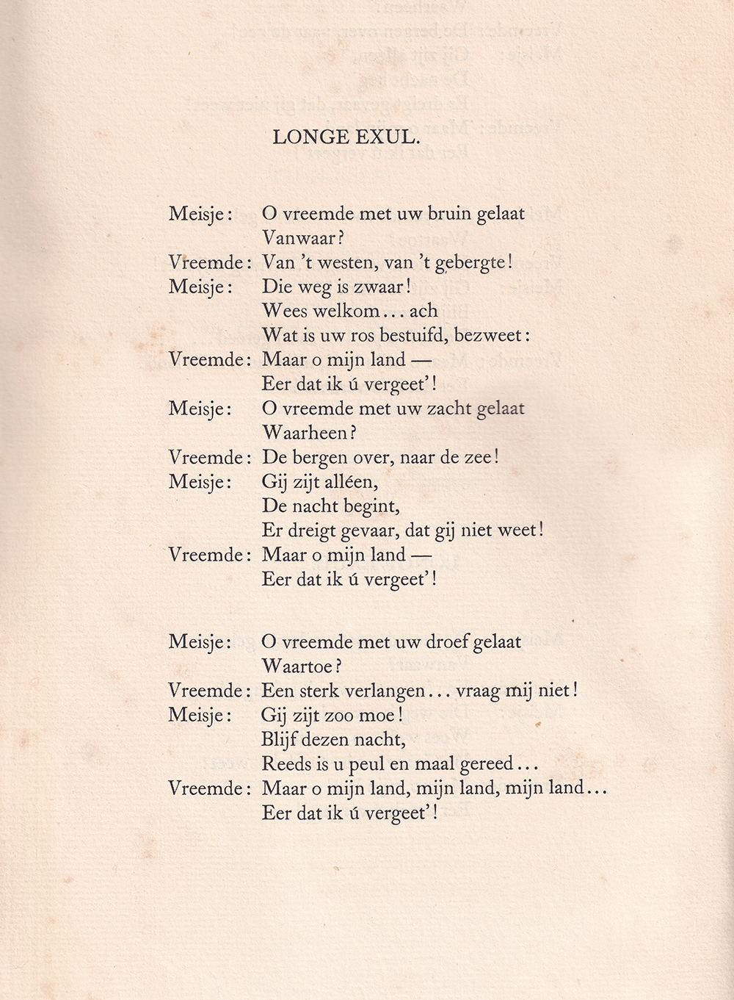 LONGE EXUL.
Meisje: O vreemde met uw bruin gelaat
Vanwaar?
Vreemde: Van ’t westen, van ’t gebergte!
Meisje: Die weg is zwaar!
Wees welkom... ach
Wat is uw ros bestuifd, bezweet:
Vreemde: Maar o mijn land —
Eer dat ik ú vergeet’!
Meisje: O vreemde met uw zacht gelaat
Waarheen?
Vreemde: De bergen over, naar de zee!
Meisje: Gij zijt alléen,
De nacht begint,
Er dreigt gevaar, dat gij niet weet!
Vreemde: Maar o mijn land —
Eer dat ik ú vergeet’!
Meisje: O vreemde met uw droef gelaat
Waartoe?
Vreemde: Een sterk verlangen... vraag mij niet!
Meisje: Gij zijt zoo moe!
Blijf dezen nacht,
Reeds is u peul en maal gereed...
Vreemde: Maar o mijn land, mijn land, mijn land...
Eer dat ik ú vergeet’!